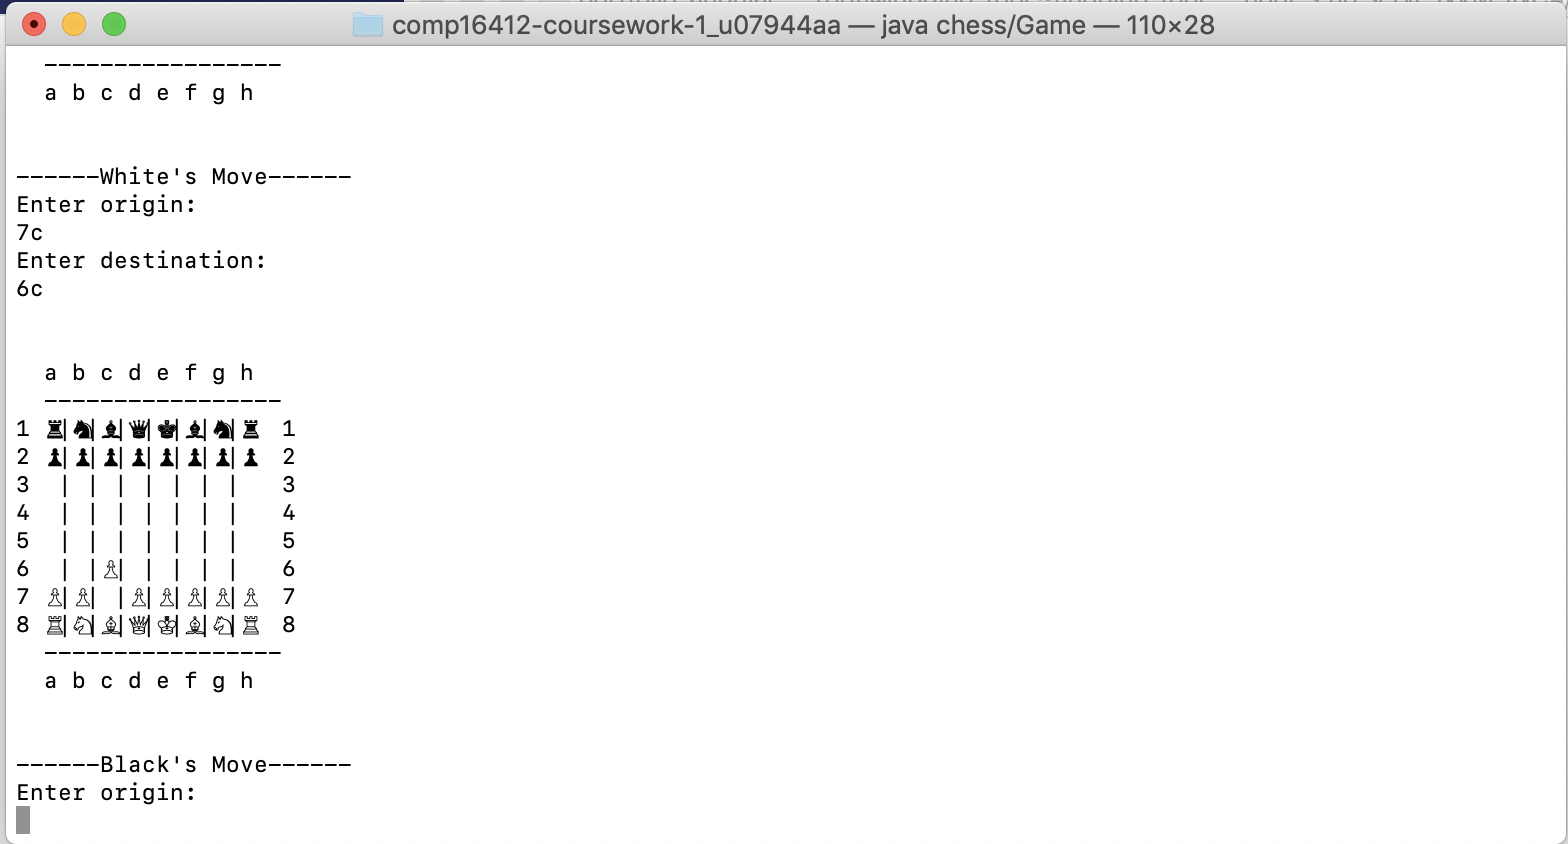 comp16412-coursework-1_u07944aa — java chess/Game — 110×28
-----------------
a b c d e f g h
------White's Move------
Enter origin:
7c
Enter destination:
6c
a b c d e f g h
-----------------
1 ♜|♞|♝|♛|♚|♝|♞|♜ 1
2 ♟|♟|♟|♟|♟|♟|♟|♟ 2
3  | | | | | | |  3
4  | | | | | | |  4
5  | | | | | | |  5
6  | |♙| | | | |  6
7 ♙|♙| |♙|♙|♙|♙|♙ 7
8 ♖|♘|♗|♕|♔|♗|♘|♖ 8
-----------------
a b c d e f g h
------Black's Move------
Enter origin: